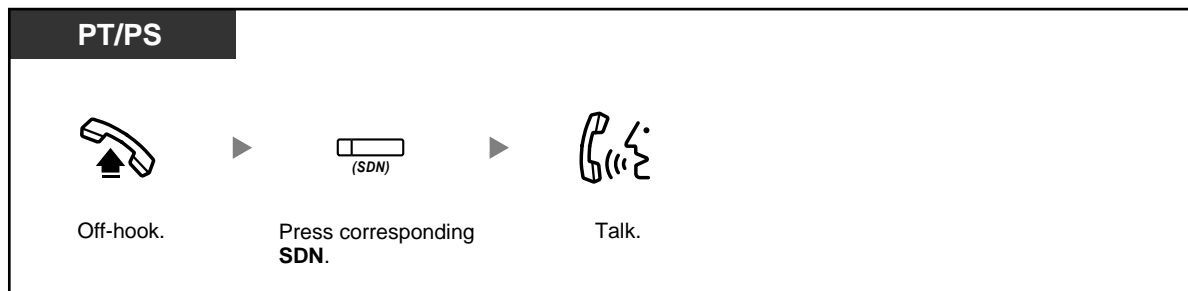 PT/PS
(SDN)
Off-hook.
Press corresponding
SDN.
Talk.